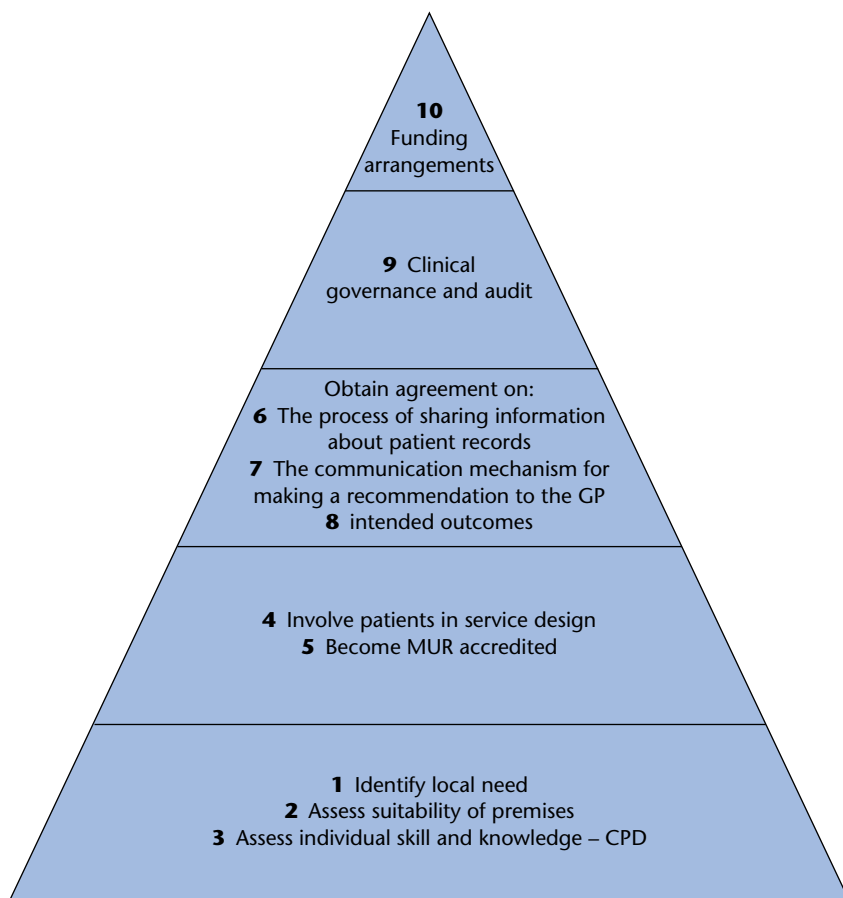 10
Funding
arrangements
9 Clinical
governance and audit
Obtain agreement on:
6 The process of sharing information
about patient records
7 The communication mechanism for
making a recommendation to the GP
8 intended outcomes
4 Involve patients in service design
5 Become MUR accredited
1 Identify local need
2 Assess suitability of premises
3 Assess individual skill and knowledge – CPD